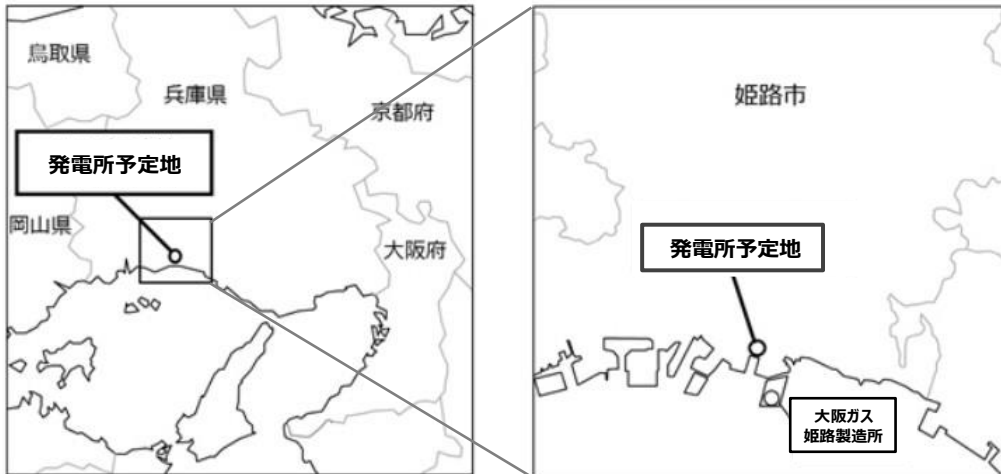 鳥取県
兵庫県
京都府
発電所予定地
岡山県
大阪府
姫路市
発電所予定地
大阪ガス
姫路製造所